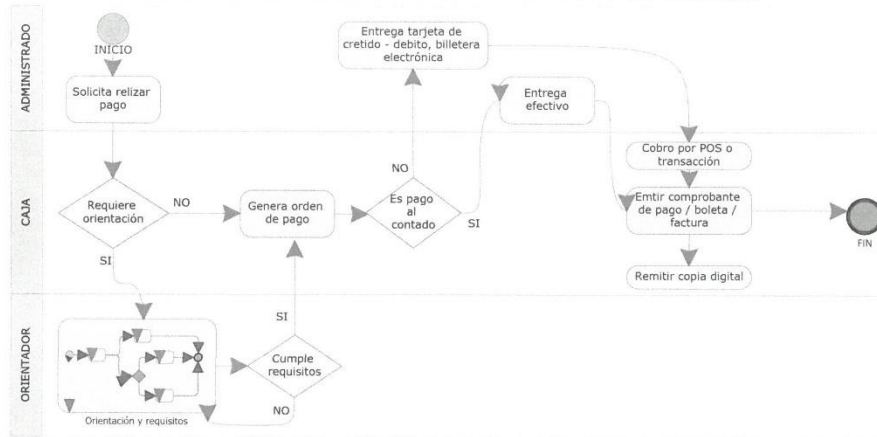 ADMINISTRADO
INICIO
Solicita relizar
pago
Entrega tarjeta de
cretido - debito, billetera
electrónica
Entrega
efectivo
CAJA
Requiere
orientación
NO
SI
Genera orden
de pago
Es pago
al
contado
NO
SI
Cobro por POS o
transacción
Emtir comprobante
de pago / boleta /
factura
Remitir copia digital
FIN
ORIENTADOR
Orientación y requisitos
Cumple
requisitos
SI
NO